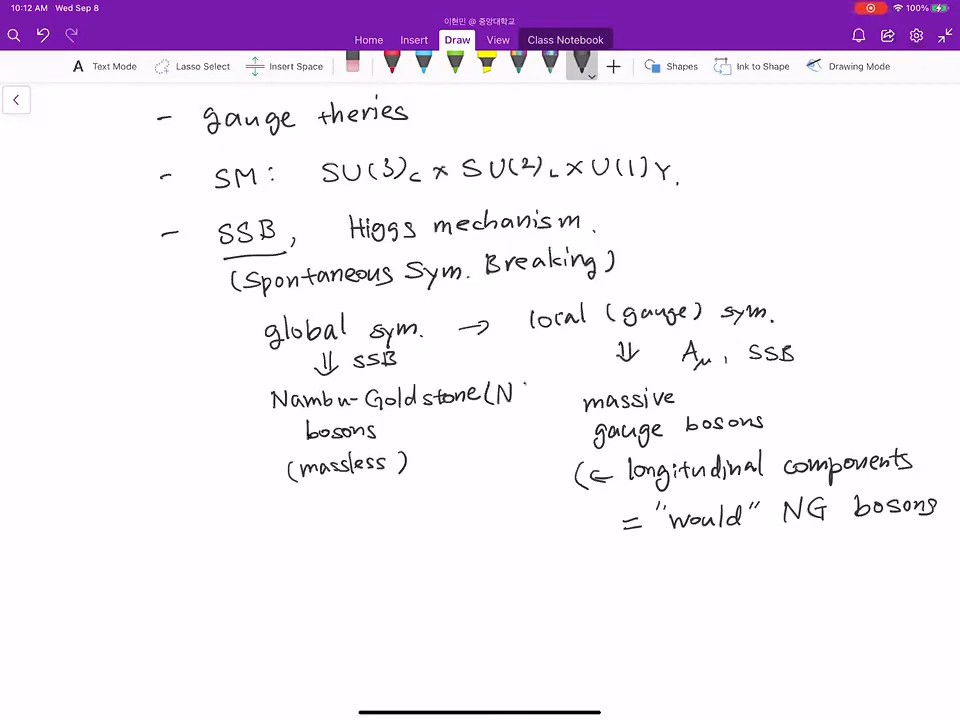 10:12 AM Wed Sep 8
100%
이현민 @ 중앙대학교
Home Insert Draw View Class Notebook
A Text Mode Lasso Select Insert Space Shapes Ink to Shape Drawing Mode
- gauge theries
- SM: SU(3)c × SU(2)L × U(1)Y.
- SSB, Higgs mechanism.
(Spontaneous Sym. Breaking)
global sym. → local (gauge) sym.
⇓ SSB ⇓ Aμ, SSB
Nambu-Goldstone(N massive
bosons gauge bosons
(massless) (← longitudinal components
= "would" NG bosons